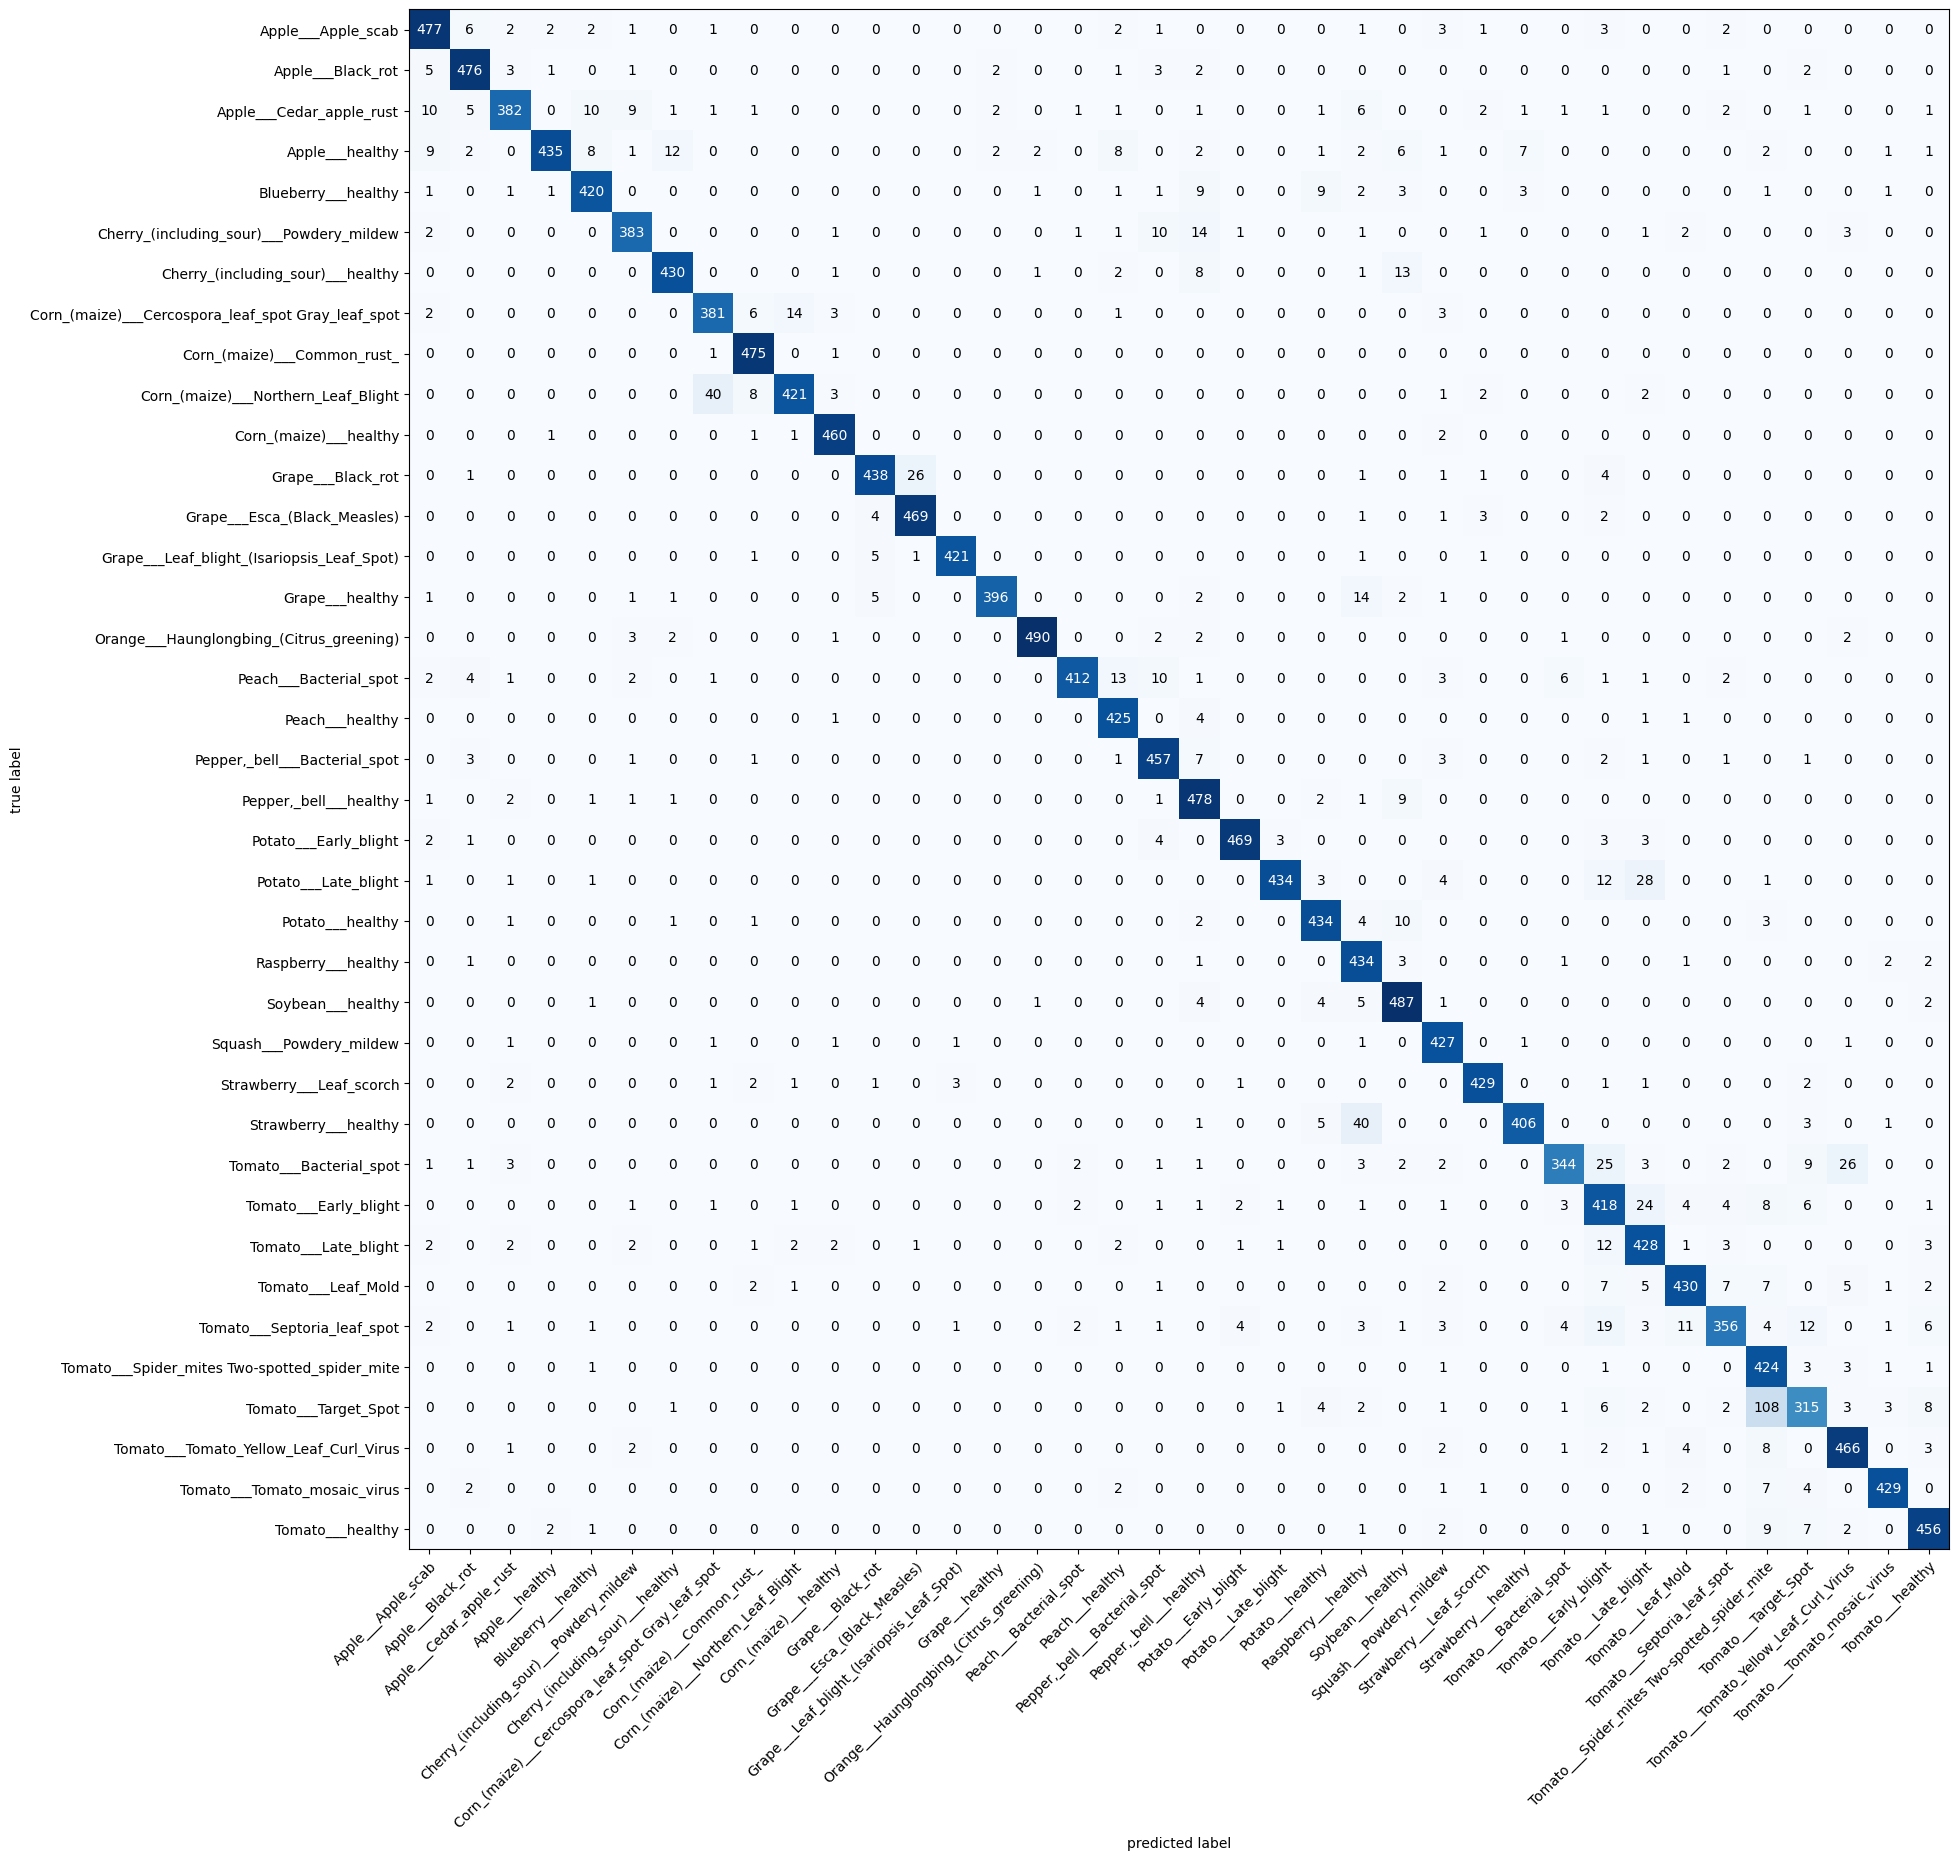 Apple___Apple_scab 477 6 2 2 2 1 0 1 0 0 0 0 0 0 0 0 0 2 1 0 0 0 0 1 0 3 1 0 0 3 0 0 2 0 0 0 0 0
Apple___Black_rot 5 476 3 1 0 1 0 0 0 0 0 0 0 0 2 0 0 1 3 2 0 0 0 0 0 0 0 0 0 0 0 0 1 0 2 0 0 0
Apple___Cedar_apple_rust 10 5 382 0 10 9 1 1 1 0 0 0 0 0 2 0 1 1 0 1 0 0 1 6 0 0 2 1 1 1 0 0 2 0 1 0 0 1
Apple___healthy 9 2 0 435 8 1 12 0 0 0 0 0 0 0 2 2 0 8 0 2 0 0 1 2 6 1 0 7 0 0 0 0 0 2 0 0 1 1
Blueberry___healthy 1 0 1 1 420 0 0 0 0 0 0 0 0 0 0 1 0 1 1 9 0 0 9 2 3 0 0 3 0 0 0 0 0 1 0 0 1 0
Cherry_(including_sour)___Powdery_mildew 2 0 0 0 0 383 0 0 0 0 1 0 0 0 0 0 1 1 10 14 1 0 0 1 0 0 1 0 0 0 1 2 0 0 0 3 0 0
Cherry_(including_sour)___healthy 0 0 0 0 0 0 430 0 0 0 1 0 0 0 0 1 0 2 0 8 0 0 0 1 13 0 0 0 0 0 0 0 0 0 0 0 0 0
Corn_(maize)___Cercospora_leaf_spot Gray_leaf_spot 2 0 0 0 0 0 0 381 6 14 3 0 0 0 0 0 0 1 0 0 0 0 0 0 0 3 0 0 0 0 0 0 0 0 0 0 0 0
Corn_(maize)___Common_rust_ 0 0 0 0 0 0 0 1 475 0 1 0 0 0 0 0 0 0 0 0 0 0 0 0 0 0 0 0 0 0 0 0 0 0 0 0 0 0
Corn_(maize)___Northern_Leaf_Blight 0 0 0 0 0 0 0 40 8 421 3 0 0 0 0 0 0 0 0 0 0 0 0 0 0 1 2 0 0 0 2 0 0 0 0 0 0 0
Corn_(maize)___healthy 0 0 0 1 0 0 0 0 1 1 460 0 0 0 0 0 0 0 0 0 0 0 0 0 0 2 0 0 0 0 0 0 0 0 0 0 0 0
Grape___Black_rot 0 1 0 0 0 0 0 0 0 0 0 438 26 0 0 0 0 0 0 0 0 0 0 1 0 1 1 0 0 4 0 0 0 0 0 0 0 0
Grape___Esca_(Black_Measles) 0 0 0 0 0 0 0 0 0 0 0 4 469 0 0 0 0 0 0 0 0 0 0 1 0 1 3 0 0 2 0 0 0 0 0 0 0 0
Grape___Leaf_blight_(Isariopsis_Leaf_Spot) 0 0 0 0 0 0 0 0 1 0 0 5 1 421 0 0 0 0 0 0 0 0 0 1 0 0 1 0 0 0 0 0 0 0 0 0 0 0
Grape___healthy 1 0 0 0 0 1 1 0 0 0 0 5 0 0 396 0 0 0 0 2 0 0 0 14 2 1 0 0 0 0 0 0 0 0 0 0 0 0
Orange___Haunglongbing_(Citrus_greening) 0 0 0 0 0 3 2 0 0 0 1 0 0 0 0 490 0 0 2 2 0 0 0 0 0 0 0 0 1 0 0 0 0 0 0 2 0 0
Peach___Bacterial_spot 2 4 1 0 0 2 0 1 0 0 0 0 0 0 0 0 412 13 10 1 0 0 0 0 0 3 0 0 6 1 1 0 2 0 0 0 0 0
Peach___healthy 0 0 0 0 0 0 0 0 0 0 1 0 0 0 0 0 0 425 0 4 0 0 0 0 0 0 0 0 0 0 1 1 0 0 0 0 0 0
Pepper,_bell___Bacterial_spot 0 3 0 0 0 1 0 0 1 0 0 0 0 0 0 0 0 1 457 7 0 0 0 0 0 3 0 0 0 2 1 0 1 0 1 0 0 0
Pepper,_bell___healthy 1 0 2 0 1 1 1 0 0 0 0 0 0 0 0 0 0 0 1 478 0 0 2 1 9 0 0 0 0 0 0 0 0 0 0 0 0 0
Potato___Early_blight 2 1 0 0 0 0 0 0 0 0 0 0 0 0 0 0 0 0 4 0 469 3 0 0 0 0 0 0 0 3 3 0 0 0 0 0 0 0
Potato___Late_blight 1 0 1 0 1 0 0 0 0 0 0 0 0 0 0 0 0 0 0 0 0 434 3 0 0 4 0 0 0 12 28 0 0 1 0 0 0 0
Potato___healthy 0 0 1 0 0 0 1 0 1 0 0 0 0 0 0 0 0 0 0 2 0 0 434 4 10 0 0 0 0 0 0 0 0 3 0 0 0 0
Raspberry___healthy 0 1 0 0 0 0 0 0 0 0 0 0 0 0 0 0 0 0 0 1 0 0 0 434 3 0 0 0 1 0 0 1 0 0 0 0 2 2
Soybean___healthy 0 0 0 0 1 0 0 0 0 0 0 0 0 0 0 1 0 0 0 4 0 0 4 5 487 1 0 0 0 0 0 0 0 0 0 0 0 2
Squash___Powdery_mildew 0 0 1 0 0 0 0 1 0 0 1 0 0 1 0 0 0 0 0 0 0 0 0 1 0 427 0 1 0 0 0 0 0 0 0 1 0 0
Strawberry___Leaf_scorch 0 0 2 0 0 0 0 1 2 1 0 1 0 3 0 0 0 0 0 0 1 0 0 0 0 0 429 0 0 1 1 0 0 0 2 0 0 0
Strawberry___healthy 0 0 0 0 0 0 0 0 0 0 0 0 0 0 0 0 0 0 0 1 0 0 5 40 0 0 0 406 0 0 0 0 0 0 3 0 1 0
Tomato___Bacterial_spot 1 1 3 0 0 0 0 0 0 0 0 0 0 0 0 0 2 0 1 1 0 0 0 3 2 2 0 0 344 25 3 0 2 0 9 26 0 0
Tomato___Early_blight 0 0 0 0 0 1 0 1 0 1 0 0 0 0 0 0 2 0 1 1 2 1 0 1 0 1 0 0 3 418 24 4 4 8 6 0 0 1
Tomato___Late_blight 2 0 2 0 0 2 0 0 1 2 2 0 1 0 0 0 0 2 0 0 1 1 0 0 0 0 0 0 0 12 428 1 3 0 0 0 0 3
Tomato___Leaf_Mold 0 0 0 0 0 0 0 0 2 1 0 0 0 0 0 0 0 0 1 0 0 0 0 0 0 2 0 0 0 7 5 430 7 7 0 5 1 2
Tomato___Septoria_leaf_spot 2 0 1 0 1 0 0 0 0 0 0 0 0 1 0 0 2 1 1 0 4 0 0 3 1 3 0 0 4 19 3 11 356 4 12 0 1 6
Tomato___Spider_mites Two-spotted_spider_mite 0 0 0 0 1 0 0 0 0 0 0 0 0 0 0 0 0 0 0 0 0 0 0 0 0 1 0 0 0 1 0 0 0 424 3 3 1 1
Tomato___Target_Spot 0 0 0 0 0 0 1 0 0 0 0 0 0 0 0 0 0 0 0 0 0 1 4 2 0 1 0 0 1 6 2 0 2 108 315 3 3 8
Tomato___Tomato_Yellow_Leaf_Curl_Virus 0 0 1 0 0 2 0 0 0 0 0 0 0 0 0 0 0 0 0 0 0 0 0 0 0 2 0 0 1 2 1 4 0 8 0 466 0 3
Tomato___Tomato_mosaic_virus 0 2 0 0 0 0 0 0 0 0 0 0 0 0 0 0 0 2 0 0 0 0 0 0 0 1 1 0 0 0 0 2 0 7 4 0 429 0
Tomato___healthy 0 0 0 2 1 0 0 0 0 0 0 0 0 0 0 0 0 0 0 0 0 0 0 1 0 2 0 0 0 0 1 0 0 9 7 2 0 456
true label
Apple___Apple_scab
Apple___Black_rot
Apple___Cedar_apple_rust
Apple___healthy
Blueberry___healthy
Cherry_(including_sour)___Powdery_mildew
Cherry_(including_sour)___healthy
Corn_(maize)___Cercospora_leaf_spot Gray_leaf_spot
Corn_(maize)___Common_rust_
Corn_(maize)___Northern_Leaf_Blight
Corn_(maize)___healthy
Grape___Black_rot
Grape___Esca_(Black_Measles)
Grape___Leaf_blight_(Isariopsis_Leaf_Spot)
Grape___healthy
Orange___Haunglongbing_(Citrus_greening)
Peach___Bacterial_spot
Peach___healthy
Pepper,_bell___Bacterial_spot
Pepper,_bell___healthy
Potato___Early_blight
Potato___Late_blight
Potato___healthy
Raspberry___healthy
Soybean___healthy
Squash___Powdery_mildew
Strawberry___Leaf_scorch
Strawberry___healthy
Tomato___Bacterial_spot
Tomato___Early_blight
Tomato___Late_blight
Tomato___Leaf_Mold
Tomato___Septoria_leaf_spot
Tomato___Spider_mites Two-spotted_spider_mite
Tomato___Target_Spot
Tomato___Tomato_Yellow_Leaf_Curl_Virus
Tomato___Tomato_mosaic_virus
Tomato___healthy
predicted label